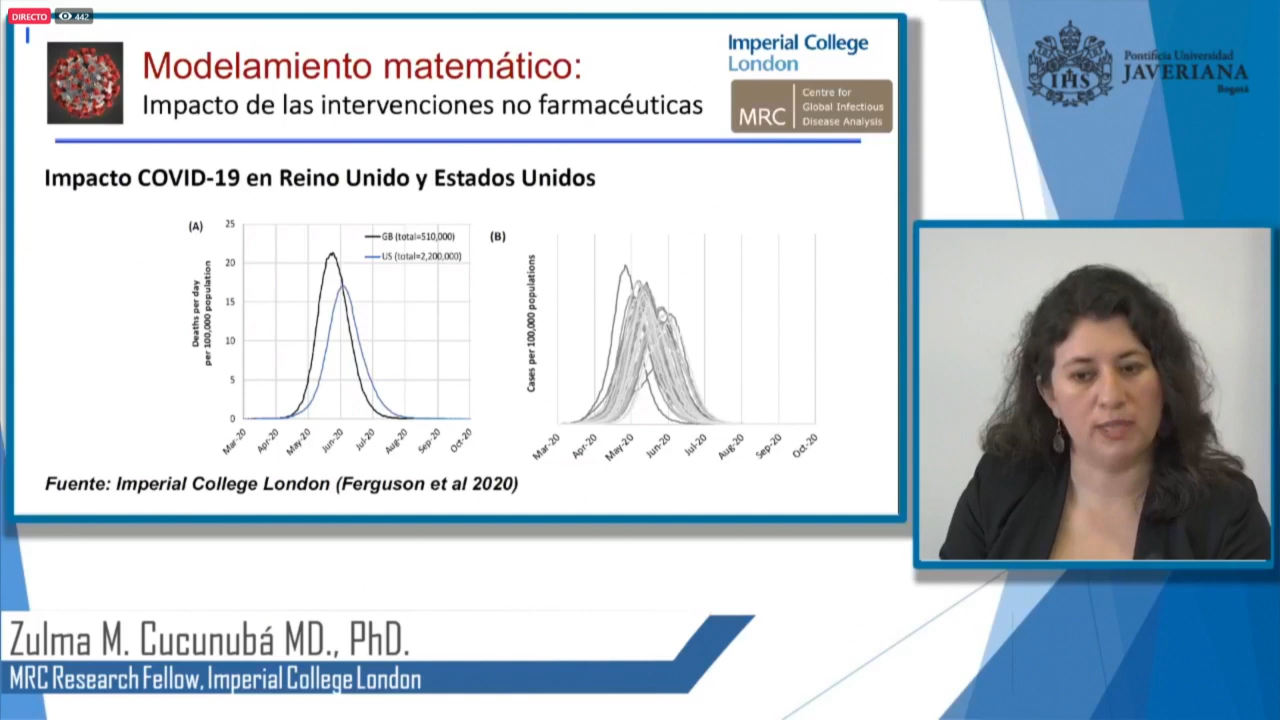 DIRECTO 442
Modelamiento matemático:
Impacto de las intervenciones no farmacéuticas
Imperial College
London
MRC
Centre for
Global Infectious
Disease Analysis
Pontificia Universidad
JAVERIANA
Bogotá
IHS
Impacto COVID-19 en Reino Unido y Estados Unidos
(A)
25
20
15
10
5
0
Deaths per day
per 100,000 population
GB (total=510,000)
US (total=2,200,000)
Mar-20
Apr-20
May-20
Jun-20
Jul-20
Aug-20
Sep-20
Oct-20
(B)
Cases per 100,000 populations
Mar-20
Apr-20
May-20
Jun-20
Jul-20
Aug-20
Sep-20
Oct-20
Fuente: Imperial College London (Ferguson et al 2020)
Zulma M. Cucunubá MD., PhD.
MRC Research Fellow, Imperial College London